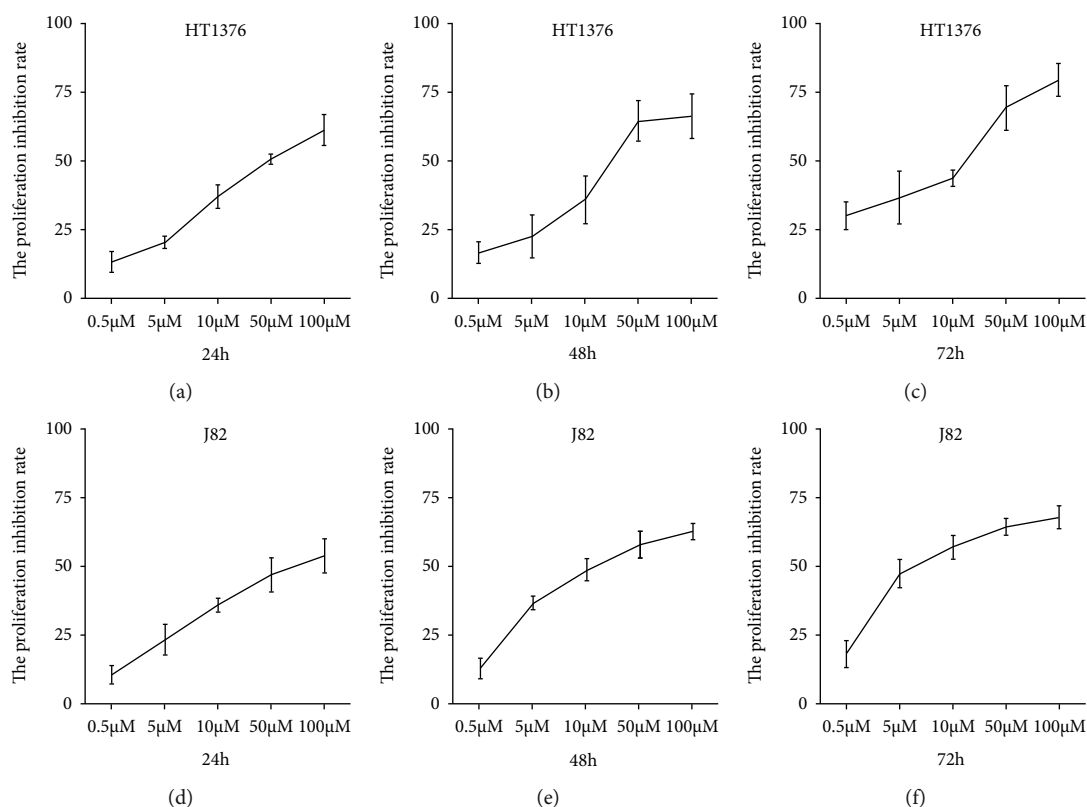 100
75
50
25
0
The proliferation inhibition rate
HT1376
0.5μM 5μM 10μM 50μM 100μM
24h
(a)
100
75
50
25
0
The proliferation inhibition rate
HT1376
0.5μM 5μM 10μM 50μM 100μM
48h
(b)
100
75
50
25
0
The proliferation inhibition rate
HT1376
0.5μM 5μM 10μM 50μM 100μM
72h
(c)
100
75
50
25
0
The proliferation inhibition rate
J82
0.5μM 5μM 10μM 50μM 100μM
24h
(d)
100
75
50
25
0
The proliferation inhibition rate
J82
0.5μM 5μM 10μM 50μM 100μM
48h
(e)
100
75
50
25
0
The proliferation inhibition rate
J82
0.5μM 5μM 10μM 50μM 100μM
72h
(f)